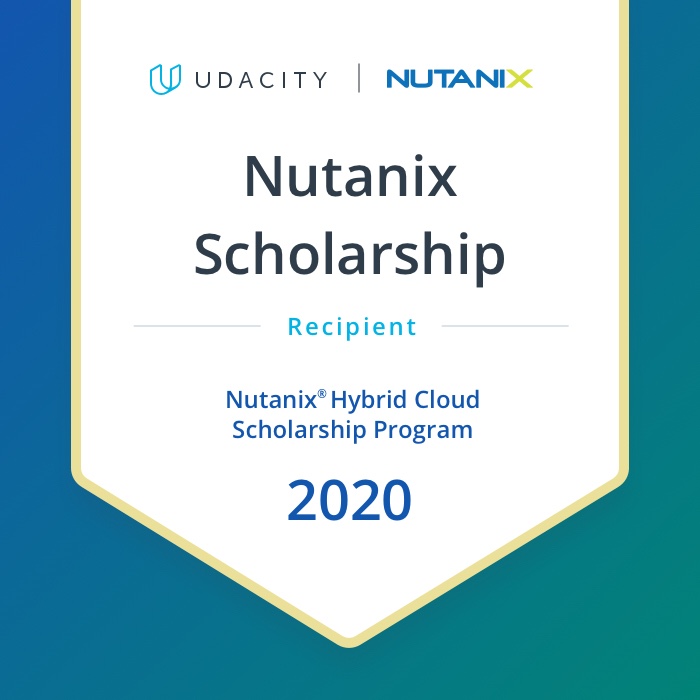 UDACITY | NUTANIX
Nutanix
Scholarship
Recipient
Nutanix® Hybrid Cloud
Scholarship Program
2020